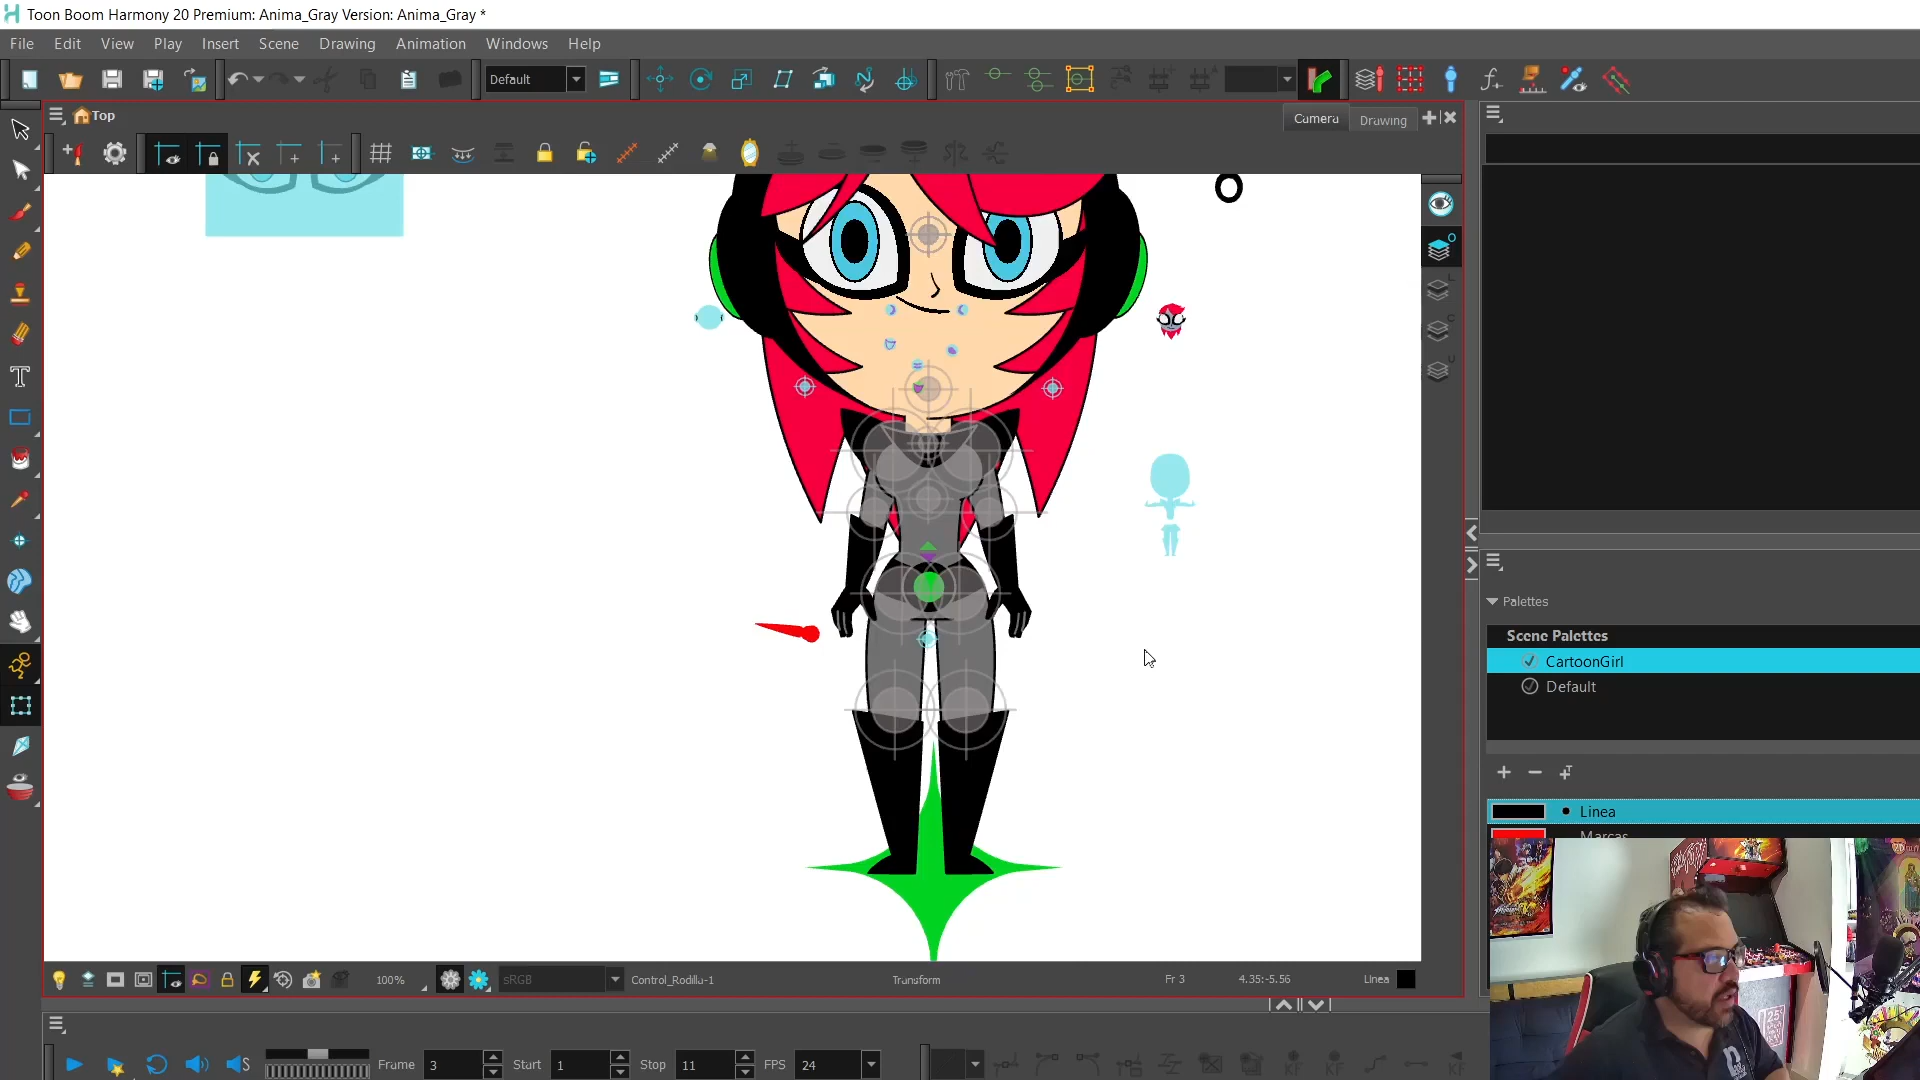 Toon Boom Harmony 20 Premium: Anima_Gray Version: Anima_Gray *
File Edit View Play Insert Scene Drawing Animation Windows Help
Default
Top
Camera Drawing
Palettes
Scene Palettes
CartoonGirl
Default
Linea
Marcas
100%
sRGB
Control_Rodilla-1
Transform
Fr 3
4.35:-5.56
Linea
Frame 3 Start 1 Stop 11 FPS 24